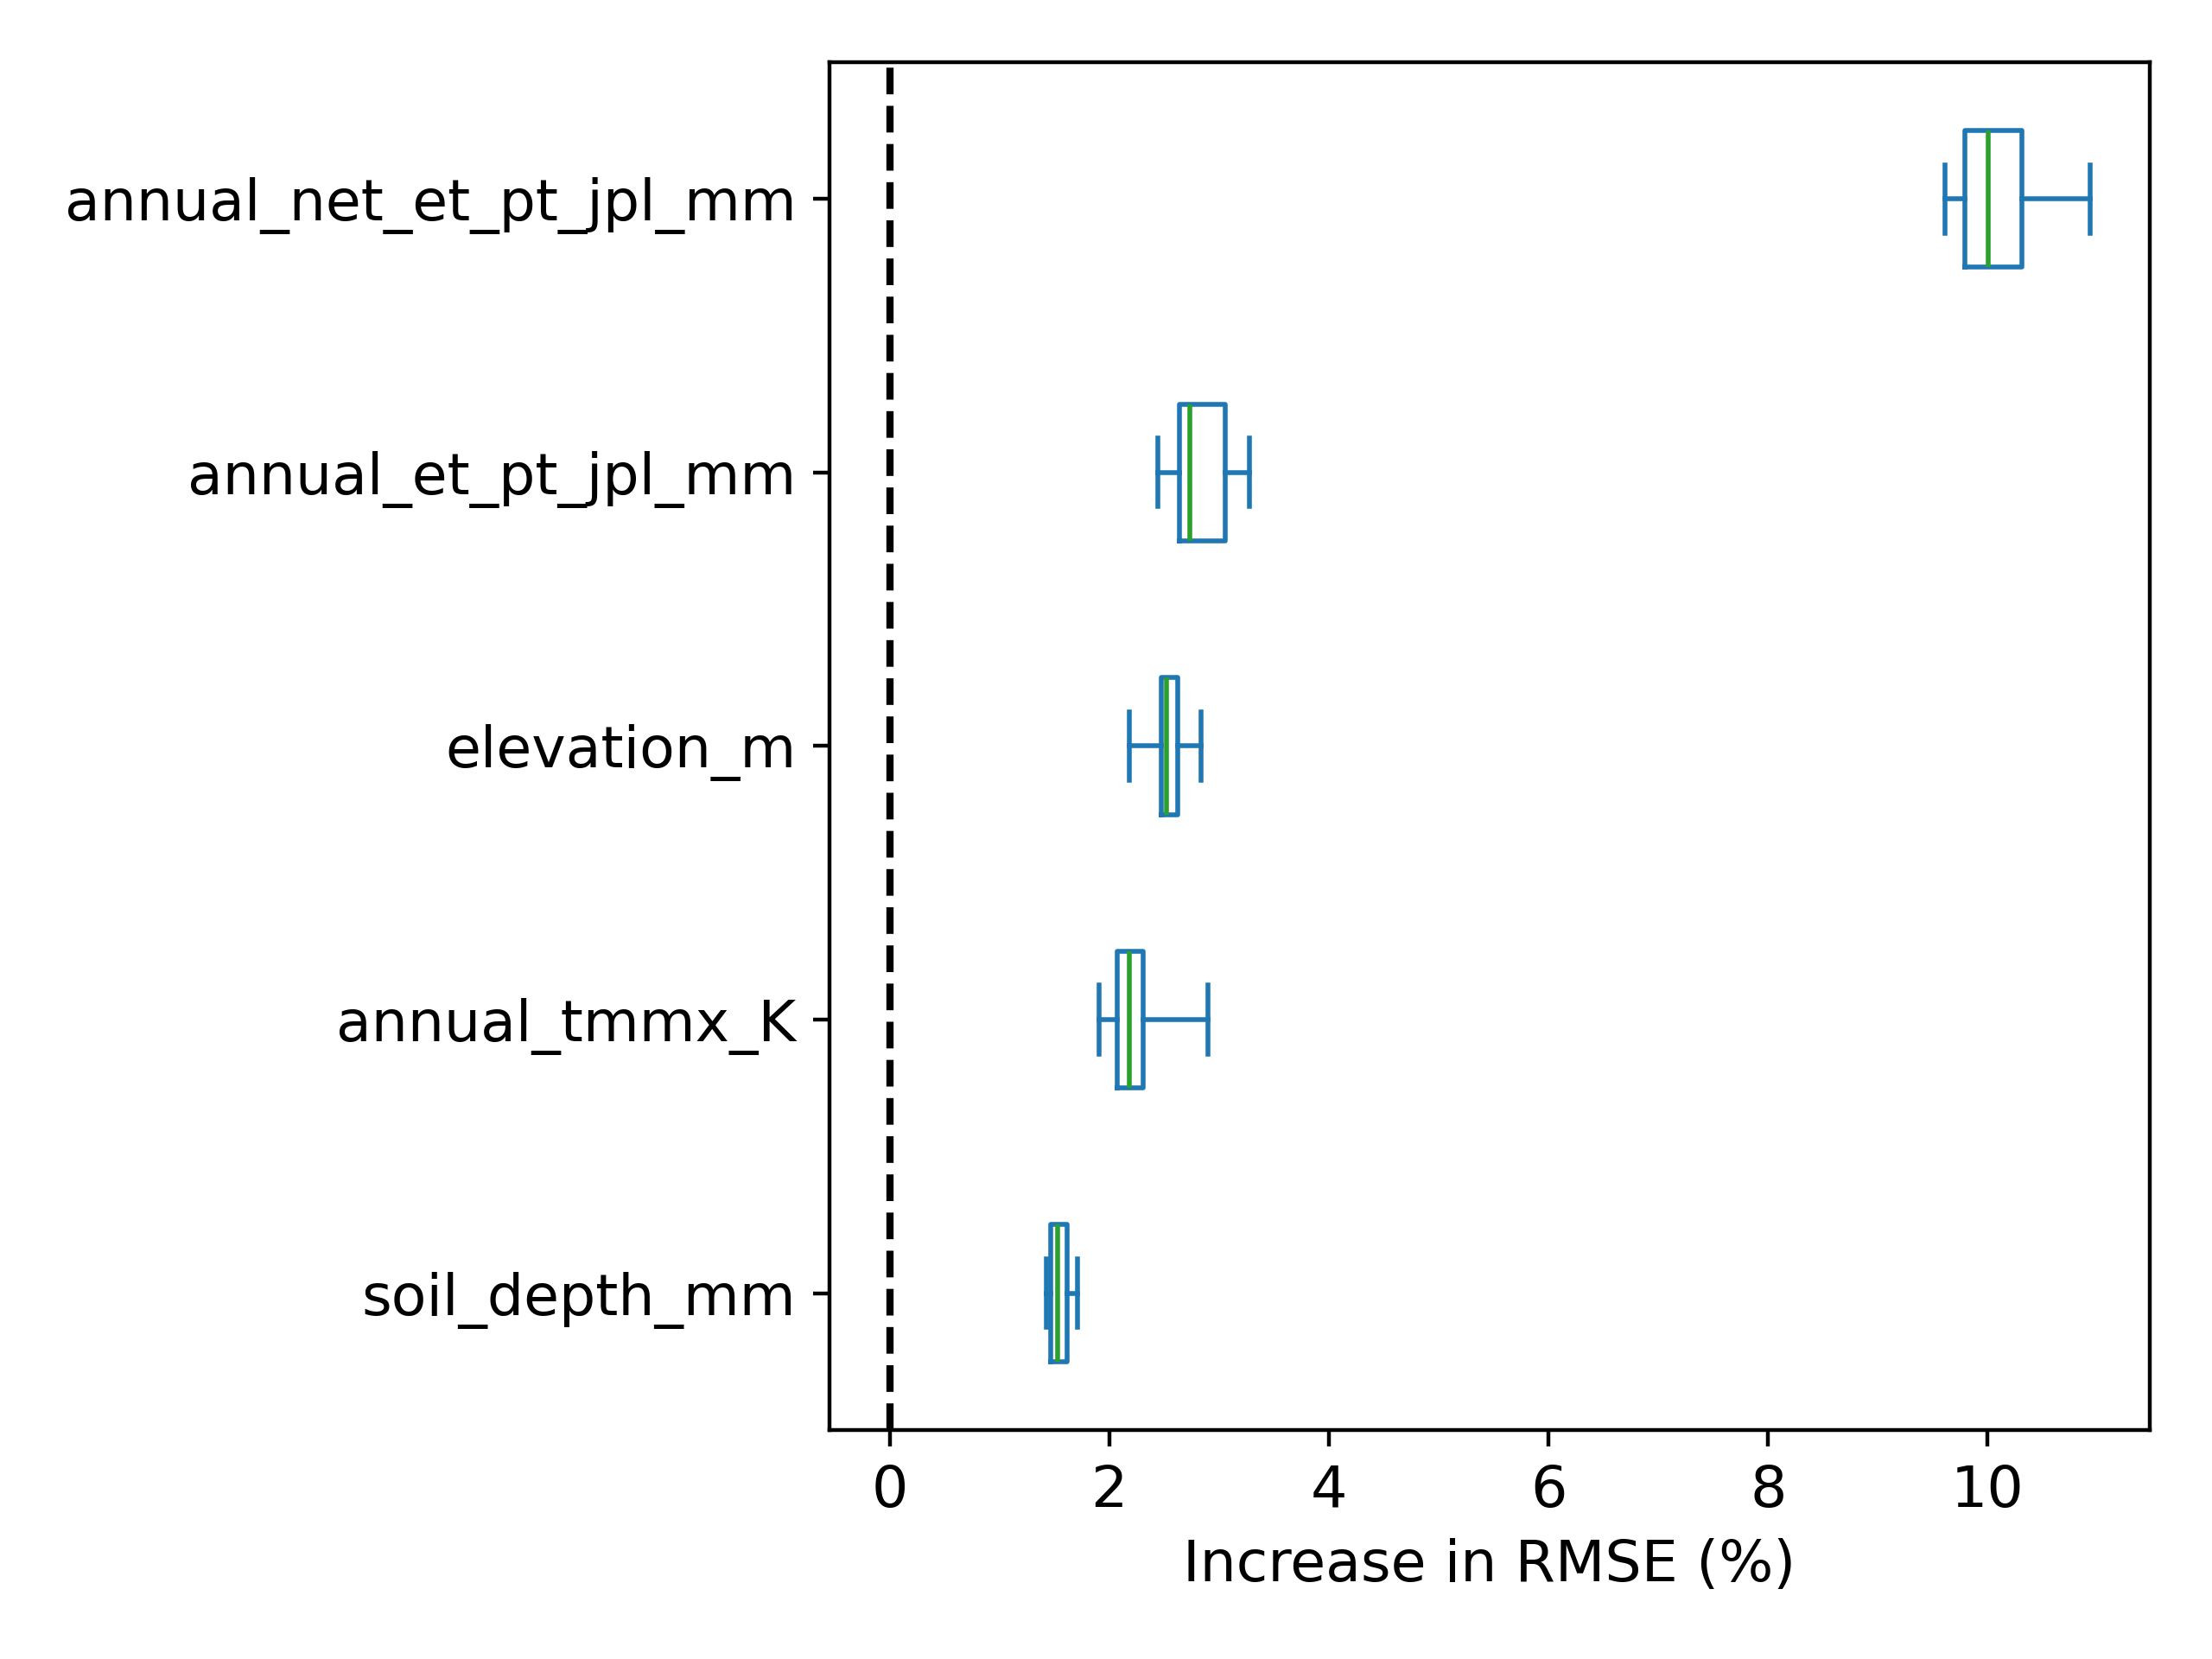 annual_net_et_pt_jpl_mm
annual_et_pt_jpl_mm
elevation_m
annual_tmmx_K
soil_depth_mm
0 2 4 6 8 10
Increase in RMSE (%)